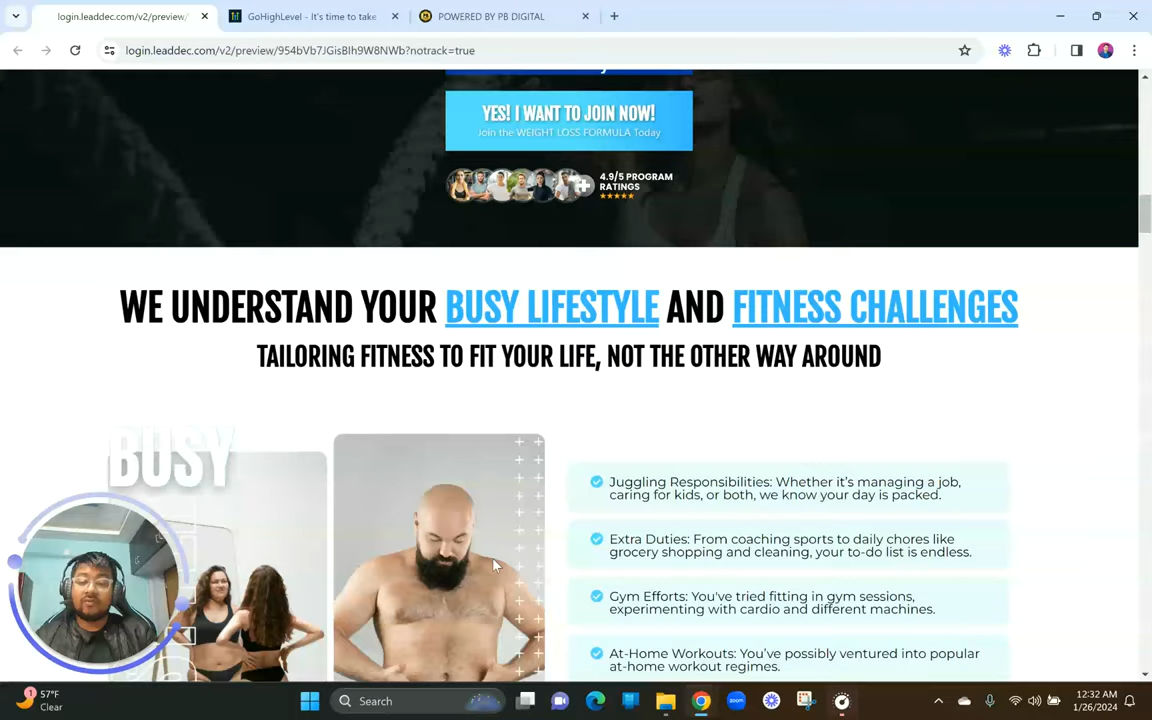 login.leaddec.com/v2/preview/
GoHighLevel - It's time to take
POWERED BY PB DIGITAL
login.leaddec.com/v2/preview/954bVb7JGisBIh9W8NWb?notrack=true
YES! I WANT TO JOIN NOW!
Join the WEIGHT LOSS FORMULA Today
4.9/5 PROGRAM
RATINGS
WE UNDERSTAND YOUR BUSY LIFESTYLE AND FITNESS CHALLENGES
TAILORING FITNESS TO FIT YOUR LIFE, NOT THE OTHER WAY AROUND
BUSY
Juggling Responsibilities: Whether it's managing a job,
caring for kids, or both, we know your day is packed.
Extra Duties: From coaching sports to daily chores like
grocery shopping and cleaning, your to-do list is endless.
Gym Efforts: You've tried fitting in gym sessions,
experimenting with cardio and different machines.
At-Home Workouts: You've possibly ventured into popular
at-home workout regimes.
1
57°F
Clear
Search
12:32 AM
1/26/2024